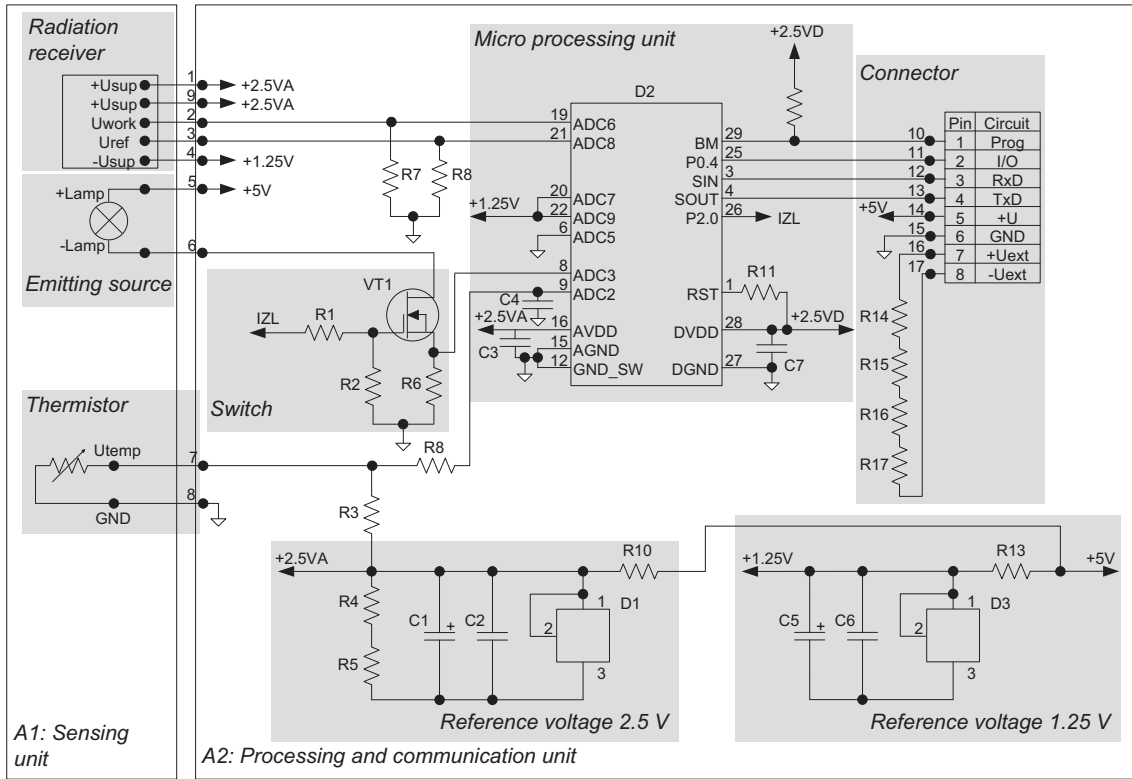 Radiation receiver
+Usup 1 +2.5VA
+Usup 9 +2.5VA
Uwork 2
Uref 3
-Usup 4 +1.25V
+Lamp 5 +5V
-Lamp 6
Emitting source
Thermistor
Utemp 7
8
GND
A1: Sensing unit
R7
R8
Switch
IZL
R1
VT1
R2
R6
R8
R3
Micro processing unit
D2
+2.5VD
19 ADC6
21 ADC8
20 ADC7
+1.25V
22 ADC9
6 ADC5
8 ADC3
9 ADC2
C4
+2.5VA
16 AVDD
C3
15 AGND
12 GND_SW
BM 29
P0.4 25
SIN 3
SOUT 4
P2.0 26 IZL
RST 1 R11
DVDD 28 +2.5VD
DGND 27 C7
Connector
Pin Circuit
10 1 Prog
11 2 I/O
12 3 RxD
13 4 TxD
+5V 14 5 +U
15 6 GND
16 7 +Uext
17 8 -Uext
R14
R15
R16
R17
+2.5VA
R10
R4
R5
C1 +
C2
1 D1
2
3
Reference voltage 2.5 V
+1.25V
R13
+5V
C5 +
C6
1 D3
2
3
Reference voltage 1.25 V
A2: Processing and communication unit